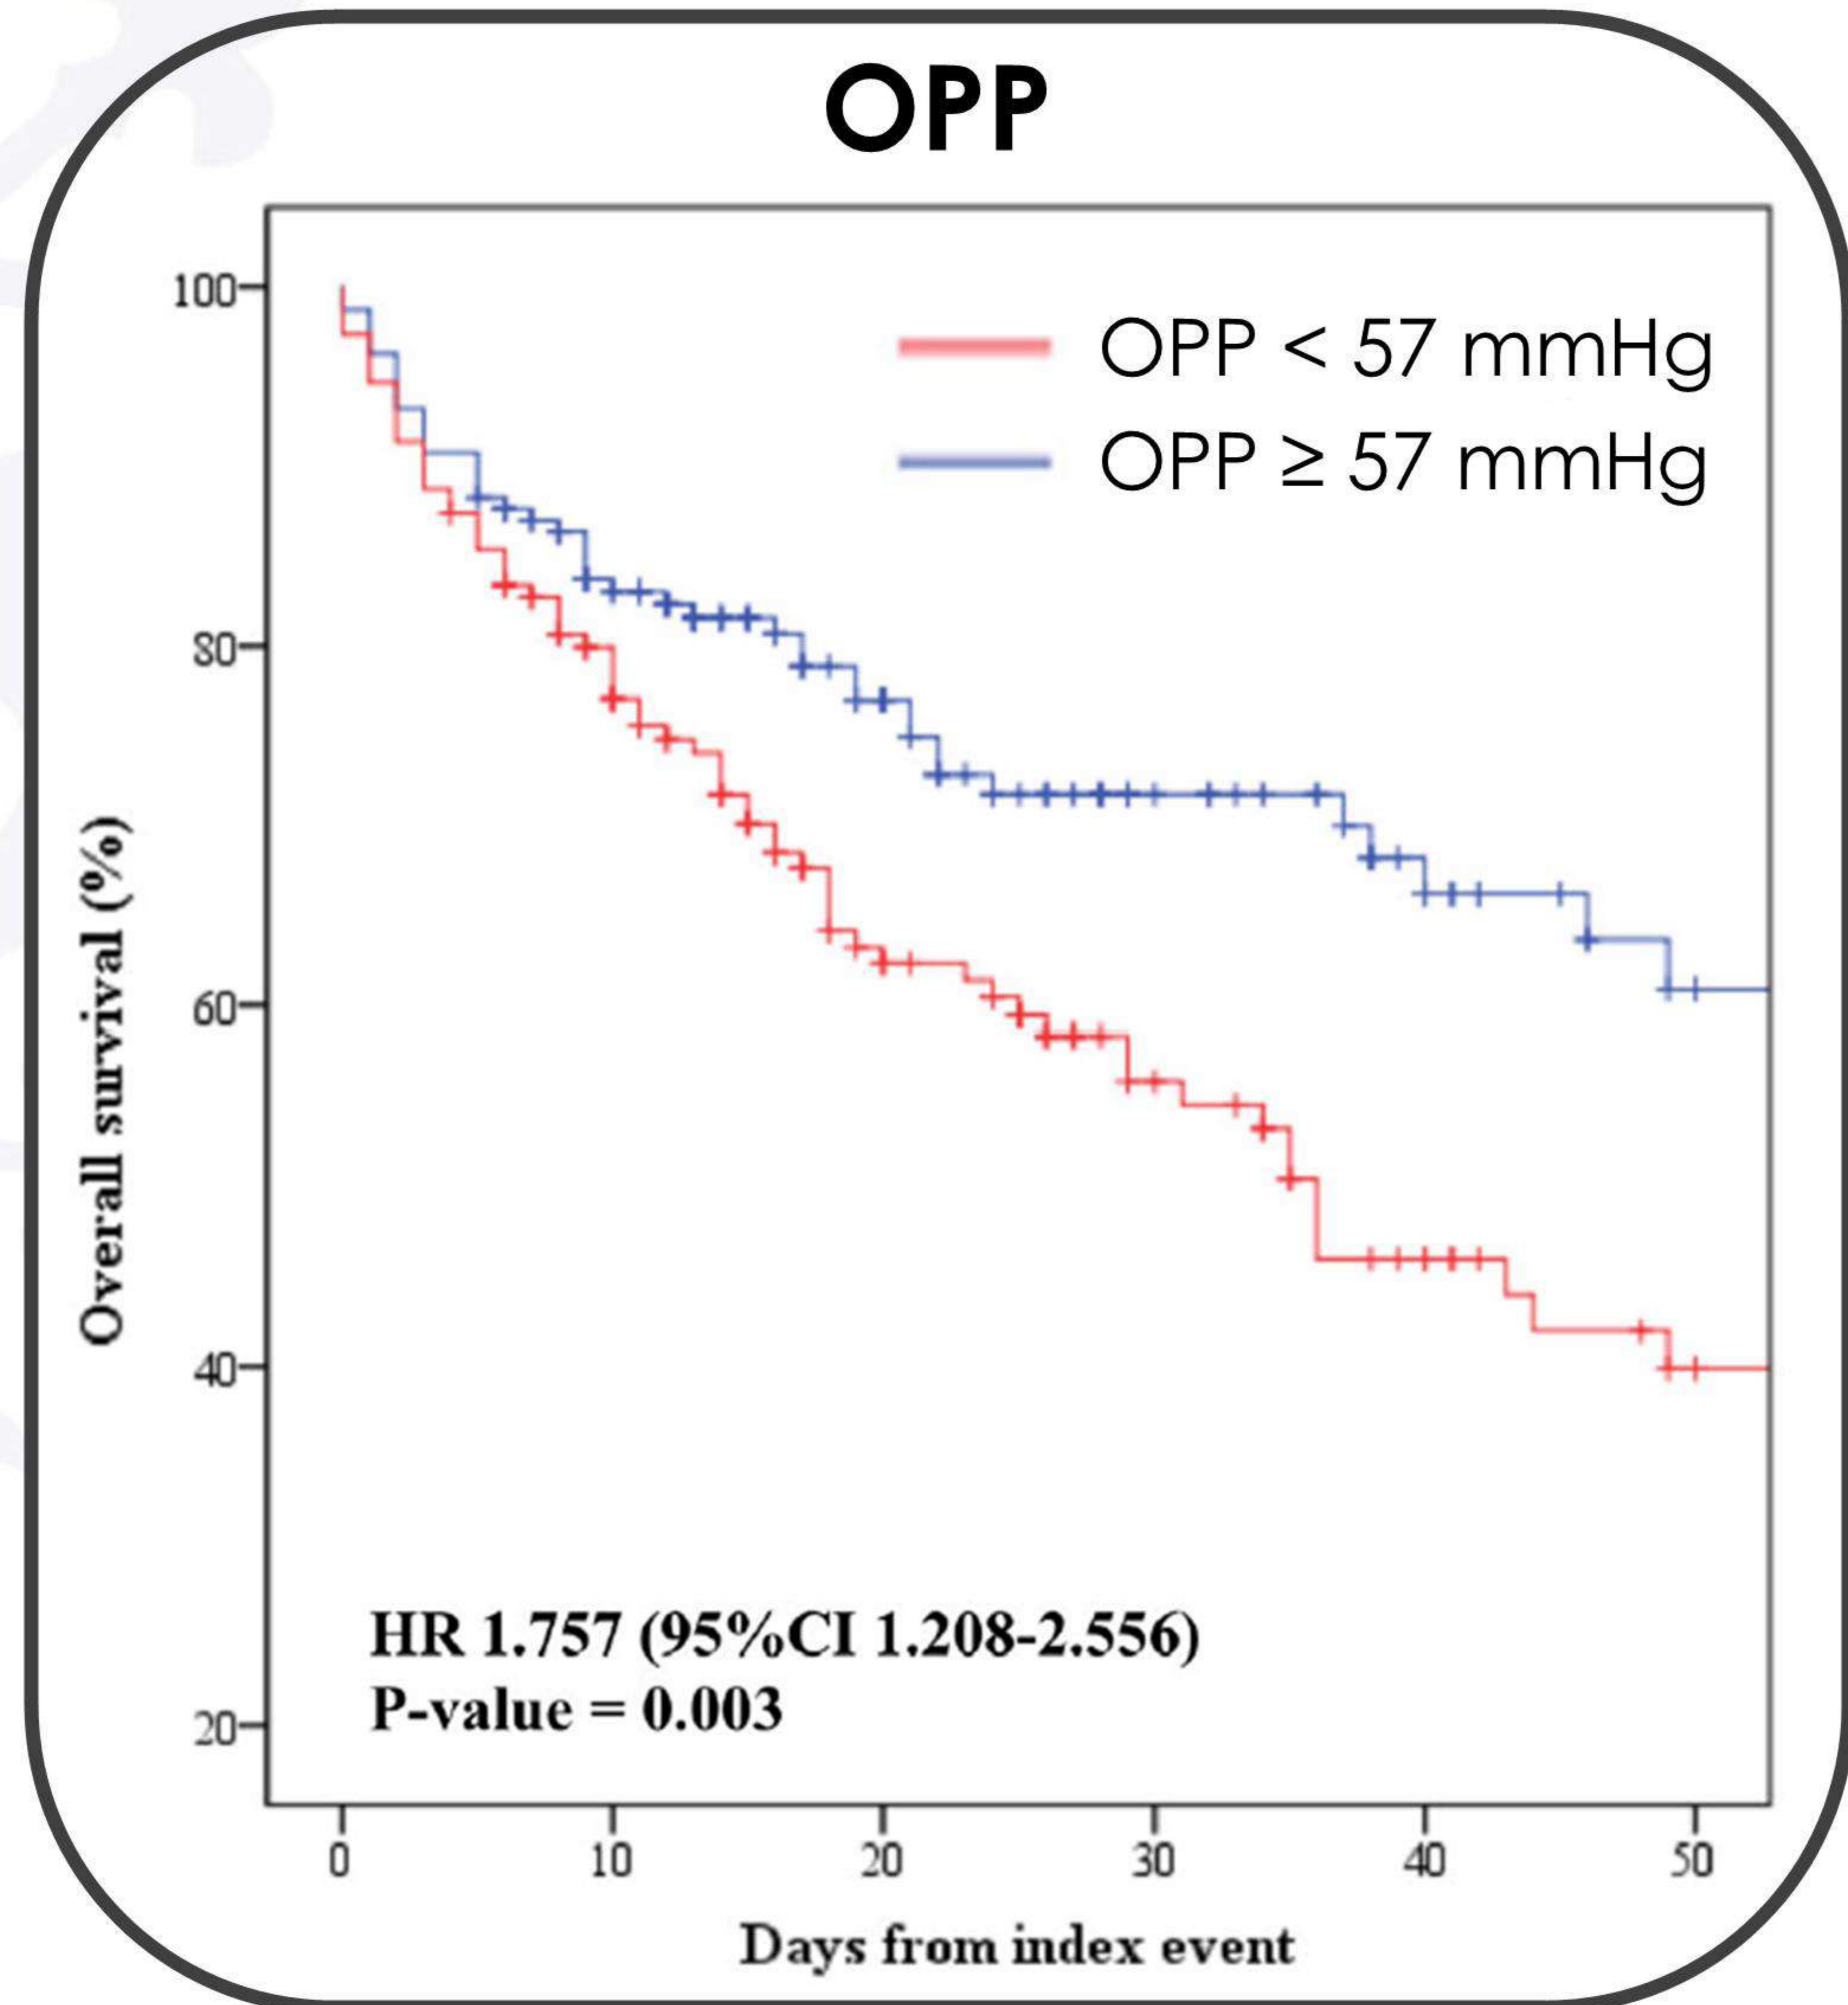 OPP
100
80
60
40
20
Overall survival (%)
OPP < 57 mmHg
OPP ≥ 57 mmHg
HR 1.757 (95%CI 1.208-2.556)
P-value = 0.003
0 10 20 30 40 50
Days from index event